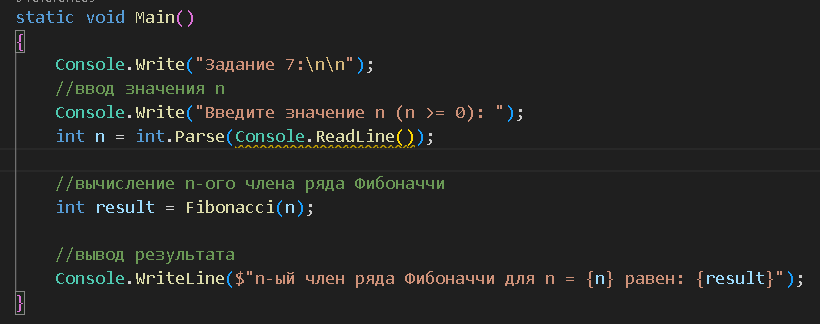 static void Main()
{
Console.Write("Задание 7:\n\n");
//ввод значения n
Console.Write("Введите значение n (n >= 0): ");
int n = int.Parse(Console.ReadLine());
//вычисление n-ого члена ряда Фибоначчи
int result = Fibonacci(n);
//вывод результата
Console.WriteLine($"n-ый член ряда Фибоначчи для n = {n} равен: {result}");
}